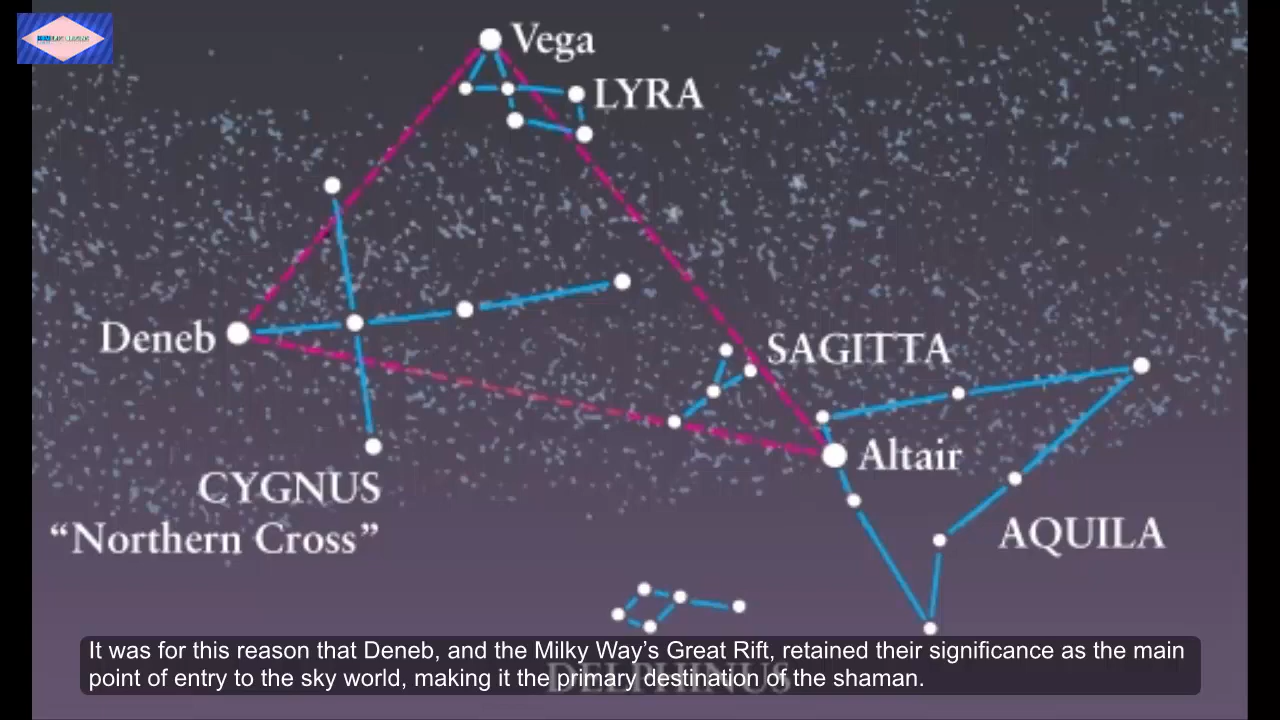 Vega
LYRA
Deneb
SAGITTA
Altair
CYGNUS
“Northern Cross”
AQUILA
DELPHINUS
It was for this reason that Deneb, and the Milky Way’s Great Rift, retained their significance as the main
point of entry to the sky world, making it the primary destination of the shaman.